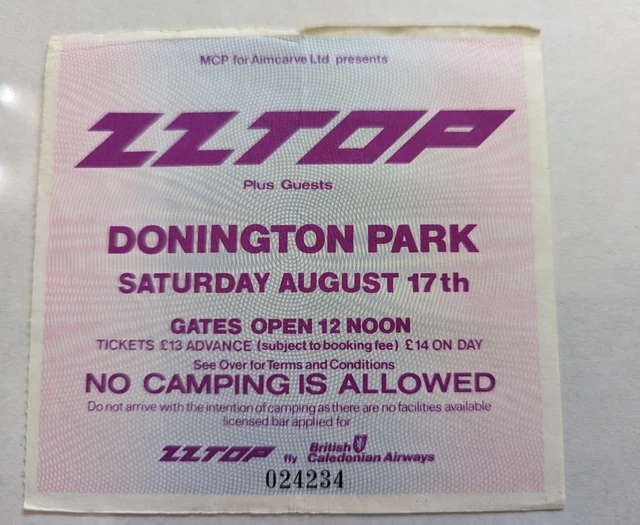 MCP for Aimcarve Ltd presents
ZZTOP
Plus Guests
DONINGTON PARK
SATURDAY AUGUST 17th
GATES OPEN 12 NOON
TICKETS £13 ADVANCE (subject to booking fee) £14 ON DAY
See Over for Terms and Conditions
NO CAMPING IS ALLOWED
Do not arrive with the intention of camping as there are no facilities available
licensed bar applied for
ZZTOP fly British Caledonian Airways
024234